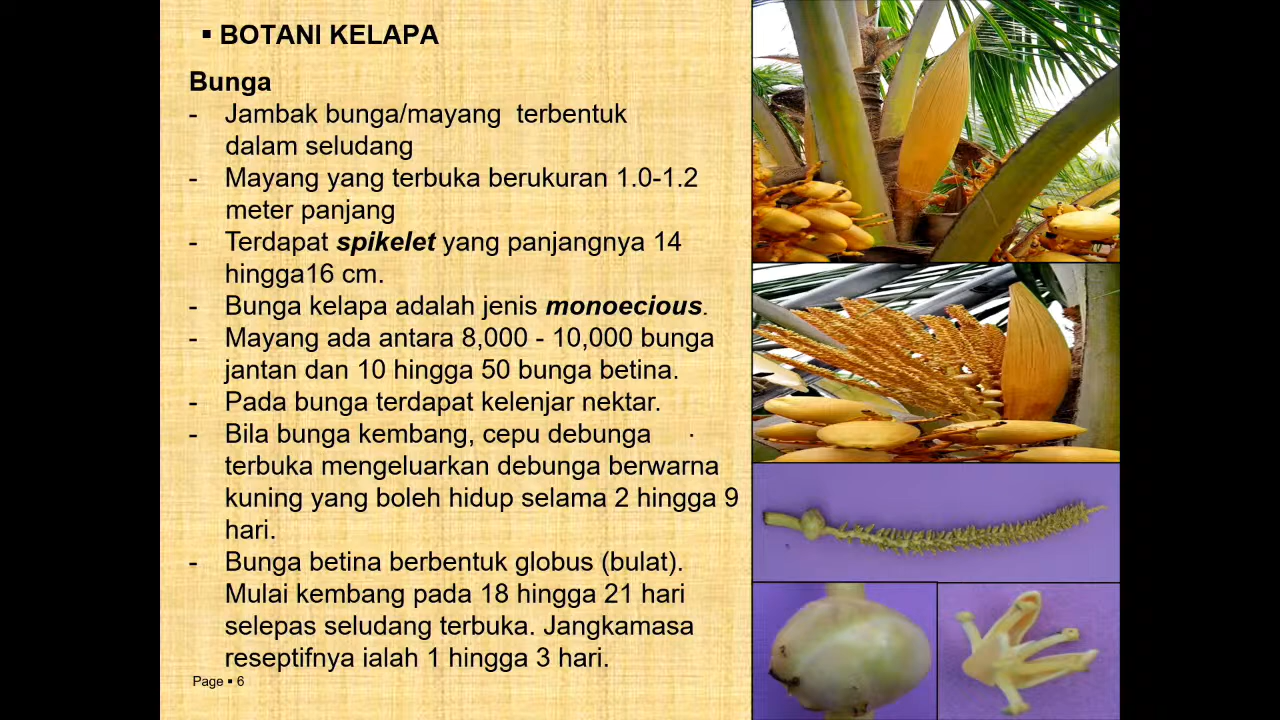 ▪ BOTANI KELAPA
Bunga
- Jambak bunga/mayang terbentuk
dalam seludang
- Mayang yang terbuka berukuran 1.0-1.2
meter panjang
- Terdapat spikelet yang panjangnya 14
hingga16 cm.
- Bunga kelapa adalah jenis monoecious.
- Mayang ada antara 8,000 - 10,000 bunga
jantan dan 10 hingga 50 bunga betina.
- Pada bunga terdapat kelenjar nektar.
- Bila bunga kembang, cepu debunga
terbuka mengeluarkan debunga berwarna
kuning yang boleh hidup selama 2 hingga 9
hari.
- Bunga betina berbentuk globus (bulat).
Mulai kembang pada 18 hingga 21 hari
selepas seludang terbuka. Jangkamasa
reseptifnya ialah 1 hingga 3 hari.
Page ▪ 6